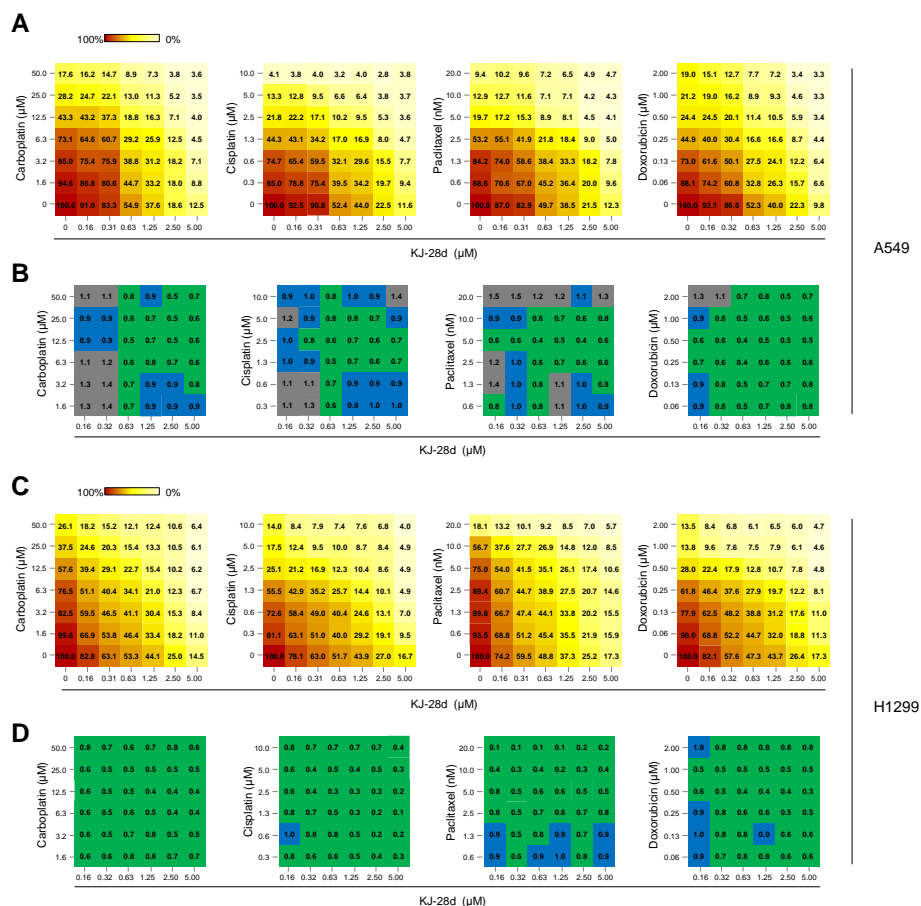 A
100% 0%
Carboplatin (µM)
50.0 17.6 16.2 14.7 8.9 7.3 3.8 3.6
25.0 28.2 24.7 22.1 13.0 11.3 5.2 3.5
12.5 43.3 43.2 37.3 18.8 16.3 7.1 4.0
6.3 73.1 64.6 60.7 29.2 25.9 12.5 4.5
3.2 85.0 75.4 75.9 38.8 31.2 18.2 7.1
1.6 94.6 86.8 80.6 44.7 33.2 18.0 8.8
0 100.0 91.0 83.3 54.9 37.6 18.6 12.5
0 0.16 0.31 0.63 1.25 2.50 5.00
Cisplatin (µM)
10.0 4.1 3.8 4.0 3.2 4.0 2.8 3.8
5.0 13.3 12.8 9.5 6.6 6.4 3.8 3.7
2.5 21.8 22.2 17.1 10.2 9.5 5.3 3.6
1.3 44.3 43.1 34.2 17.0 16.9 8.0 4.7
0.6 74.7 65.4 59.5 32.1 29.6 15.5 7.7
0.3 85.0 78.8 75.4 39.5 34.2 19.7 9.4
0 100.0 92.5 90.8 52.4 44.0 22.5 11.6
0 0.16 0.31 0.63 1.25 2.50 5.00
Paclitaxel (nM)
20.0 9.4 10.2 9.6 7.2 6.5 4.9 4.7
10.0 12.9 12.7 11.6 7.1 7.1 4.2 4.3
5.0 19.7 17.2 15.3 8.9 8.1 4.5 4.1
2.5 53.2 55.1 41.9 21.8 18.4 9.0 5.0
1.3 84.2 74.0 58.6 38.4 33.3 18.2 7.8
0.6 88.6 70.6 67.0 45.2 36.4 20.0 9.6
0 100.0 87.0 82.9 49.7 38.5 21.5 12.3
0 0.16 0.31 0.63 1.25 2.50 5.00
Doxorubicin (µM)
2.00 19.0 15.1 12.7 7.7 7.2 3.4 3.3
1.00 21.2 19.0 16.2 8.9 9.3 4.6 3.3
0.50 24.4 24.5 20.1 11.4 10.5 5.9 3.4
0.25 44.9 40.0 30.4 16.6 16.6 8.7 4.4
0.13 73.0 61.6 50.1 27.5 24.1 12.2 6.4
0.06 88.1 74.2 60.8 32.8 26.3 15.7 6.6
0 100.0 92.1 86.6 52.3 40.0 22.3 9.8
0 0.16 0.31 0.63 1.25 2.50 5.00
KJ-28d (µM)
A549
B
Carboplatin (µM)
50.0 1.1 1.1 0.8 0.9 0.5 0.7
25.0 0.9 0.9 0.6 0.7 0.5 0.6
12.5 0.9 0.9 0.5 0.7 0.5 0.6
6.3 1.1 1.2 0.6 0.8 0.7 0.6
3.2 1.3 1.4 0.7 0.9 0.9 0.8
1.6 1.3 1.4 0.7 0.9 0.9 0.9
0.16 0.32 0.63 1.25 2.50 5.00
Cisplatin (µM)
10.0 0.9 1.0 0.8 1.0 0.9 1.4
5.0 1.2 0.9 0.8 0.8 0.7 0.9
2.5 1.0 0.8 0.6 0.7 0.6 0.7
1.3 1.0 0.9 0.5 0.7 0.6 0.7
0.6 1.1 1.1 0.7 0.9 0.9 0.9
0.3 1.1 1.3 0.6 0.9 1.0 1.0
0.16 0.32 0.63 1.25 2.50 5.00
Paclitaxel (nM)
20.0 1.5 1.5 1.2 1.2 1.1 1.3
10.0 0.9 0.9 0.6 0.7 0.6 0.8
5.0 0.6 0.6 0.4 0.5 0.4 0.6
2.5 1.2 1.0 0.6 0.7 0.6 0.6
1.3 1.4 1.0 0.8 1.1 1.0 0.8
0.6 0.8 1.0 0.8 1.1 1.0 0.9
0.16 0.32 0.63 1.25 2.50 5.00
Doxorubicin (µM)
2.00 1.3 1.1 0.7 0.8 0.5 0.7
1.00 0.9 0.8 0.5 0.7 0.5 0.6
0.50 0.6 0.6 0.4 0.5 0.5 0.5
0.25 0.7 0.6 0.4 0.6 0.5 0.6
0.13 0.9 0.8 0.5 0.7 0.7 0.8
0.06 0.9 0.8 0.5 0.7 0.8 0.8
0.16 0.32 0.63 1.25 2.50 5.00
KJ-28d (µM)
C
100% 0%
Carboplatin (µM)
50.0 26.1 18.2 15.2 12.1 12.4 10.6 6.4
25.0 37.5 24.6 20.3 15.4 13.3 10.5 6.1
12.5 57.6 39.4 29.1 22.7 15.4 10.2 6.2
6.3 76.5 51.1 40.4 34.1 21.0 12.3 6.7
3.2 82.5 59.5 46.5 41.1 30.4 15.3 8.4
1.6 95.6 66.9 53.8 46.4 33.4 18.2 11.0
0 100.0 82.8 63.1 53.3 44.1 25.0 14.5
0 0.16 0.31 0.63 1.25 2.50 5.00
Cisplatin (µM)
10.0 14.0 8.4 7.9 7.4 7.6 6.8 4.0
5.0 17.5 12.4 9.5 10.0 8.7 8.4 4.9
2.5 25.1 21.2 16.9 12.3 10.4 8.6 4.9
1.3 55.5 42.9 35.2 25.7 14.4 10.1 4.9
0.6 72.6 58.4 49.0 40.4 24.6 13.1 7.0
0.3 81.1 63.1 51.0 40.0 29.2 19.1 9.5
0 100.0 78.1 63.0 51.7 43.9 27.0 16.7
0 0.16 0.31 0.63 1.25 2.50 5.00
Paclitaxel (nM)
20.0 18.1 13.2 10.1 9.2 8.5 7.0 5.7
10.0 56.7 37.6 27.7 26.9 14.8 12.0 8.5
5.0 75.0 54.0 41.5 35.1 26.1 17.4 10.6
2.5 89.4 60.7 44.7 38.9 27.5 20.7 14.6
1.3 89.8 66.7 47.4 44.1 33.8 20.2 15.5
0.6 93.5 68.8 51.2 45.4 35.5 21.9 15.9
0 100.0 74.2 59.5 48.8 37.3 25.2 17.3
0 0.16 0.31 0.63 1.25 2.50 5.00
Doxorubicin (µM)
2.00 13.5 8.4 6.8 6.1 6.5 6.0 4.7
1.00 13.8 9.6 7.6 7.5 7.9 6.1 4.6
0.50 28.0 22.4 17.9 12.8 10.7 7.8 4.8
0.25 61.8 46.4 37.6 27.9 19.7 12.2 8.1
0.13 77.9 62.5 48.2 38.8 31.2 17.6 11.0
0.06 90.0 68.8 52.2 44.7 32.0 18.8 11.3
0 100.0 82.1 57.6 47.3 43.7 26.4 17.3
0 0.16 0.31 0.63 1.25 2.50 5.00
KJ-28d (µM)
H1299
D
Carboplatin (µM)
50.0 0.8 0.7 0.6 0.7 0.8 0.6
25.0 0.6 0.5 0.5 0.5 0.6 0.5
12.5 0.6 0.5 0.5 0.4 0.4 0.4
6.3 0.6 0.5 0.6 0.5 0.4 0.4
3.2 0.6 0.5 0.7 0.8 0.5 0.5
1.6 0.6 0.6 0.8 0.8 0.7 0.7
0.16 0.32 0.63 1.25 2.50 5.00
Cisplatin (µM)
10.0 0.8 0.7 0.7 0.7 0.7 0.4
5.0 0.6 0.4 0.5 0.4 0.5 0.3
2.5 0.6 0.5 0.4 0.3 0.3 0.2
1.3 0.8 0.7 0.5 0.3 0.2 0.1
0.6 1.0 0.8 0.8 0.5 0.2 0.2
0.3 0.8 0.6 0.6 0.5 0.4 0.3
0.16 0.32 0.63 1.25 2.50 5.00
Paclitaxel (nM)
20.0 0.1 0.1 0.1 0.1 0.2 0.2
10.0 0.4 0.3 0.4 0.2 0.3 0.4
5.0 0.8 0.5 0.6 0.6 0.5 0.5
2.5 0.8 0.5 0.7 0.6 0.7 0.8
1.3 0.9 0.5 0.8 0.9 0.7 0.9
0.6 0.9 0.6 0.9 1.0 0.8 0.9
0.16 0.32 0.63 1.25 2.50 5.00
Doxorubicin (µM)
2.00 1.0 0.8 0.8 0.8 0.8 0.8
1.00 0.5 0.5 0.5 0.5 0.5 0.5
0.50 0.6 0.5 0.4 0.4 0.4 0.5
0.25 0.9 0.8 0.6 0.6 0.5 0.5
0.13 1.0 0.8 0.8 0.9 0.6 0.6
0.06 0.9 0.7 0.8 0.8 0.6 0.6
0.16 0.32 0.63 1.25 2.50 5.00
KJ-28d (µM)